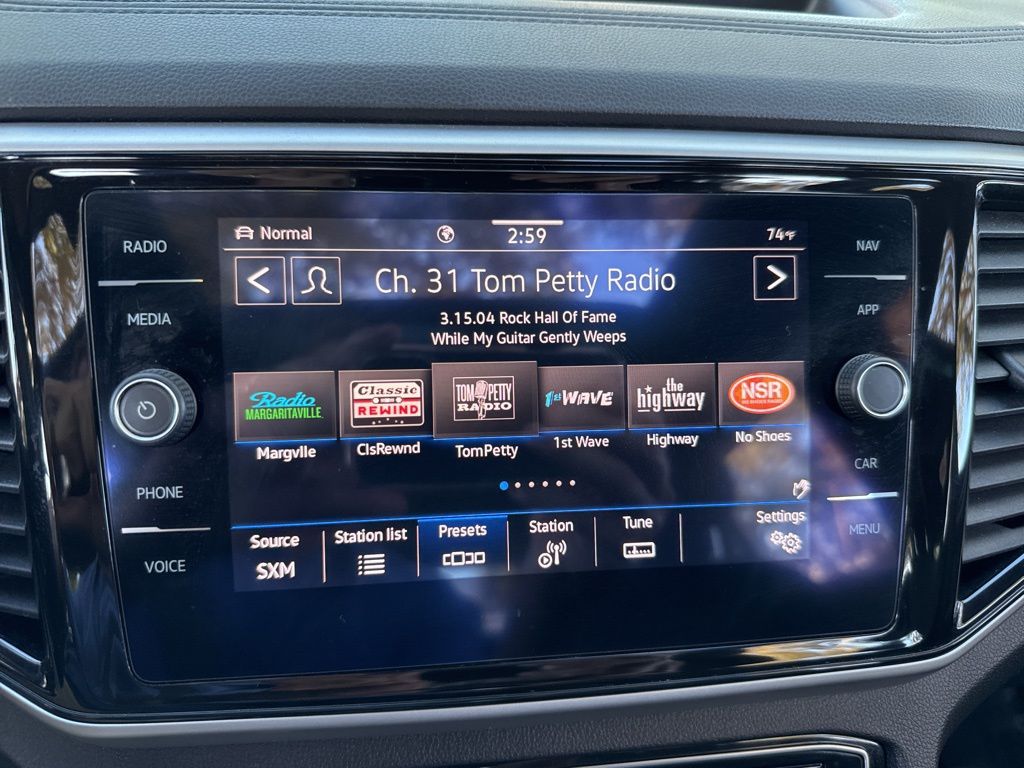 RADIO
MEDIA
PHONE
VOICE
Normal
2:59
74°F
Ch. 31 Tom Petty Radio
3.15.04 Rock Hall Of Fame
While My Guitar Gently Weeps
Radio
MARGARITAVILLE
Margvlle
Classic
REWIND
ClsRewnd
TOM PETTY
RADIO
TomPetty
1st WAVE
1st Wave
the
highway
Highway
NSR
No Shoes
Source
SXM
Station list
Presets
Station
Tune
Settings
NAV
APP
CAR
MENU